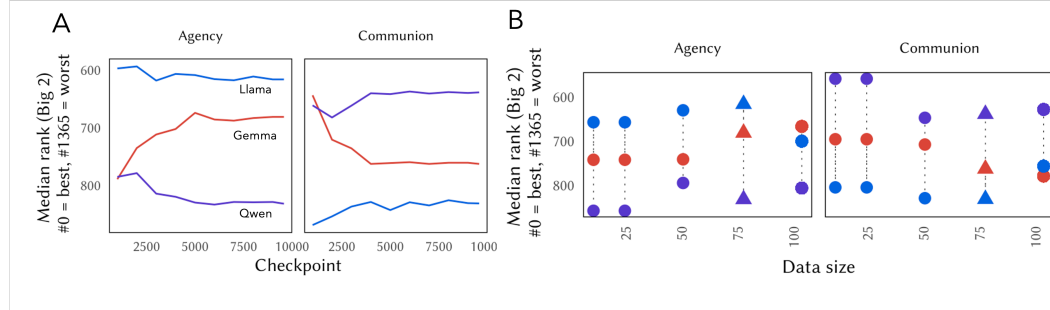 A
Agency
Communion
Median rank (Big 2)
#0 = best, #1365 = worst
600
700
800
Llama
Gemma
Qwen
2500 5000 7500 10000
2500 5000 7500 1000
Checkpoint
B
Agency
Communion
Median rank (Big 2)
#0 = best, #1365 = worst
600
700
800
25 50 75 100
25 50 75 100
Data size